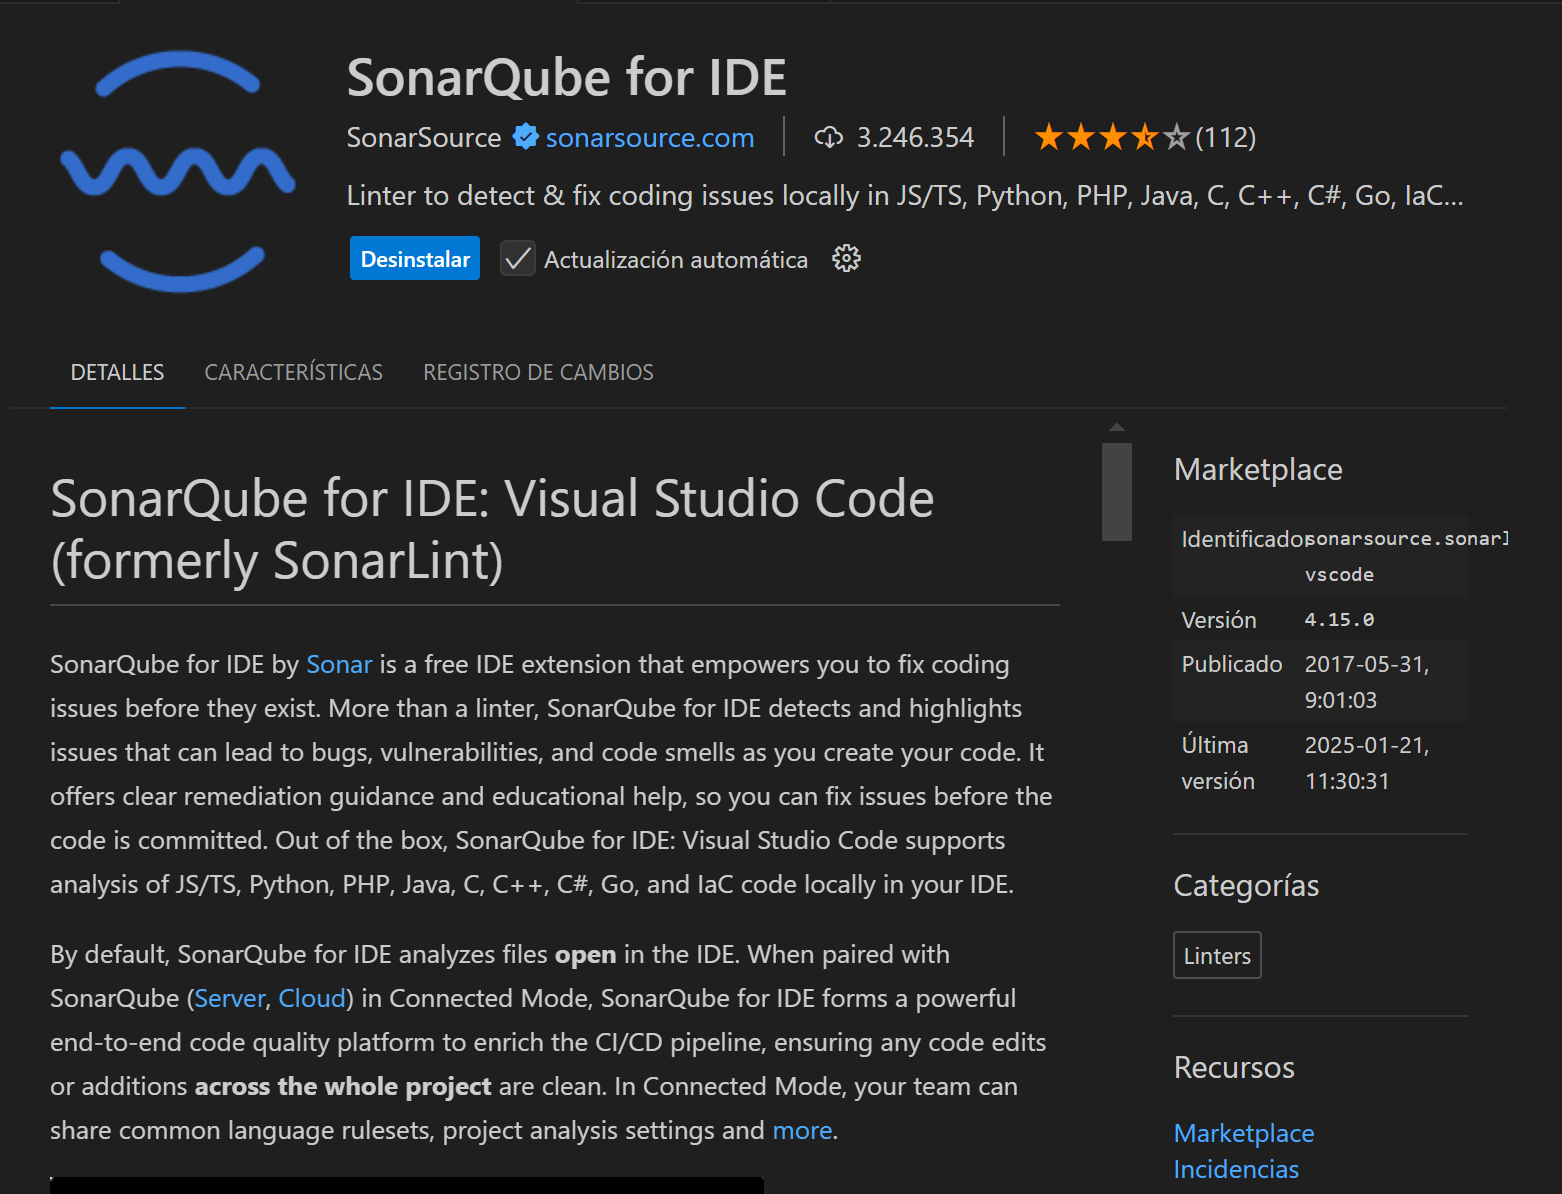 SonarQube for IDE
SonarSource sonarsource.com 3.246.354 (112)
Linter to detect & fix coding issues locally in JS/TS, Python, PHP, Java, C, C++, C#, Go, IaC...
Desinstalar Actualización automática
DETALLES CARACTERÍSTICAS REGISTRO DE CAMBIOS
SonarQube for IDE: Visual Studio Code
(formerly SonarLint)
SonarQube for IDE by Sonar is a free IDE extension that empowers you to fix coding
issues before they exist. More than a linter, SonarQube for IDE detects and highlights
issues that can lead to bugs, vulnerabilities, and code smells as you create your code. It
offers clear remediation guidance and educational help, so you can fix issues before the
code is committed. Out of the box, SonarQube for IDE: Visual Studio Code supports
analysis of JS/TS, Python, PHP, Java, C, C++, C#, Go, and IaC code locally in your IDE.
By default, SonarQube for IDE analyzes files open in the IDE. When paired with
SonarQube (Server, Cloud) in Connected Mode, SonarQube for IDE forms a powerful
end-to-end code quality platform to enrich the CI/CD pipeline, ensuring any code edits
or additions across the whole project are clean. In Connected Mode, your team can
share common language rulesets, project analysis settings and more.
Marketplace
Identificador sonarsource.sonarl
vscode
Versión 4.15.0
Publicado 2017-05-31,
9:01:03
Última 2025-01-21,
versión 11:30:31
Categorías
Linters
Recursos
Marketplace
Incidencias